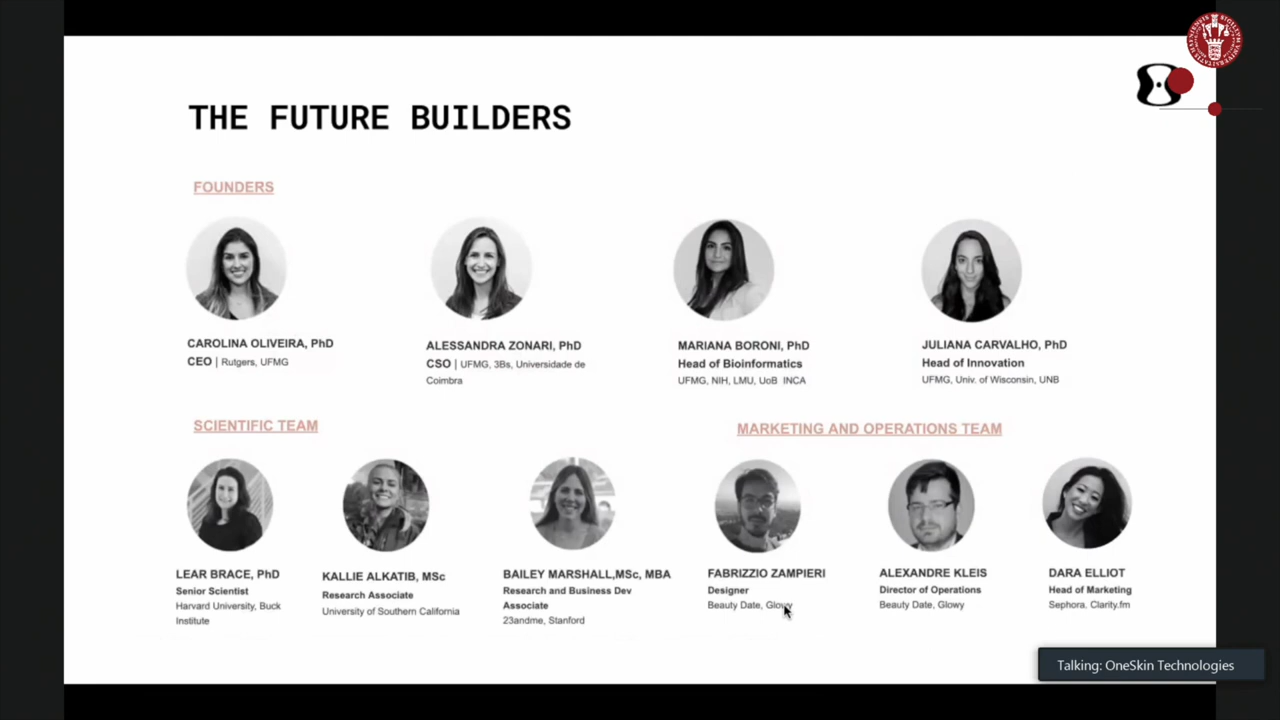 THE FUTURE BUILDERS
FOUNDERS
CAROLINA OLIVEIRA, PhD
CEO | Rutgers, UFMG
ALESSANDRA ZONARI, PhD
CSO | UFMG, 3Bs, Universidade de
Coimbra
MARIANA BORONI, PhD
Head of Bioinformatics
UFMG, NIH, LMU, UoB INCA
JULIANA CARVALHO, PhD
Head of Innovation
UFMG, Univ. of Wisconsin, UNB
SCIENTIFIC TEAM
LEAR BRACE, PhD
Senior Scientist
Harvard University, Buck
Institute
KALLIE ALKATIB, MSc
Research Associate
University of Southern California
BAILEY MARSHALL,MSc, MBA
Research and Business Dev
Associate
23andme, Stanford
MARKETING AND OPERATIONS TEAM
FABRIZZIO ZAMPIERI
Designer
Beauty Date, Glowy
ALEXANDRE KLEIS
Director of Operations
Beauty Date, Glowy
DARA ELLIOT
Head of Marketing
Sephora. Clarity.fm
Talking: OneSkin Technologies